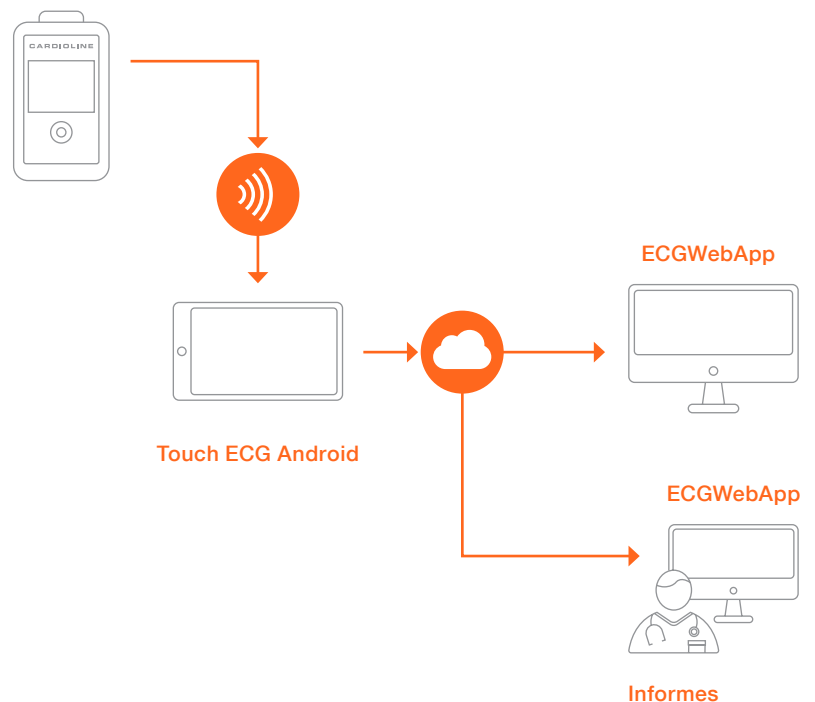 CARDIOLINE
ECGWebApp
Touch ECG Android
ECGWebApp
Informes